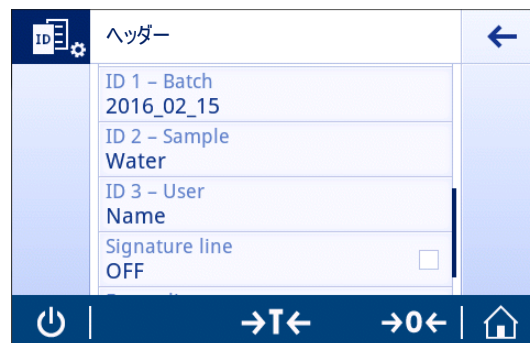 ID
ヘッダー
ID 1 – Batch
2016_02_15
ID 2 – Sample
Water
ID 3 – User
Name
Signature line
OFF
→T←
→0←